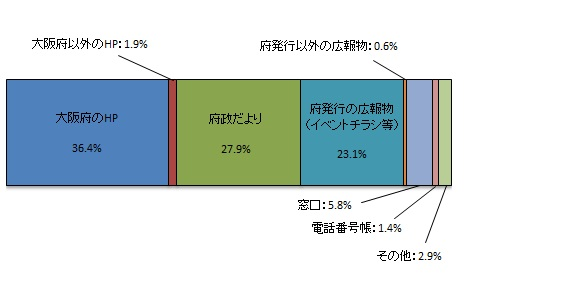 大阪府以外のHP：1.9%
府発行以外の広報物：0.6%
大阪府のHP
36.4%
府政だより
27.9%
府発行の広報物
（イベントチラシ等）
23.1%
窓口：5.8%
電話番号帳：1.4%
その他：2.9%